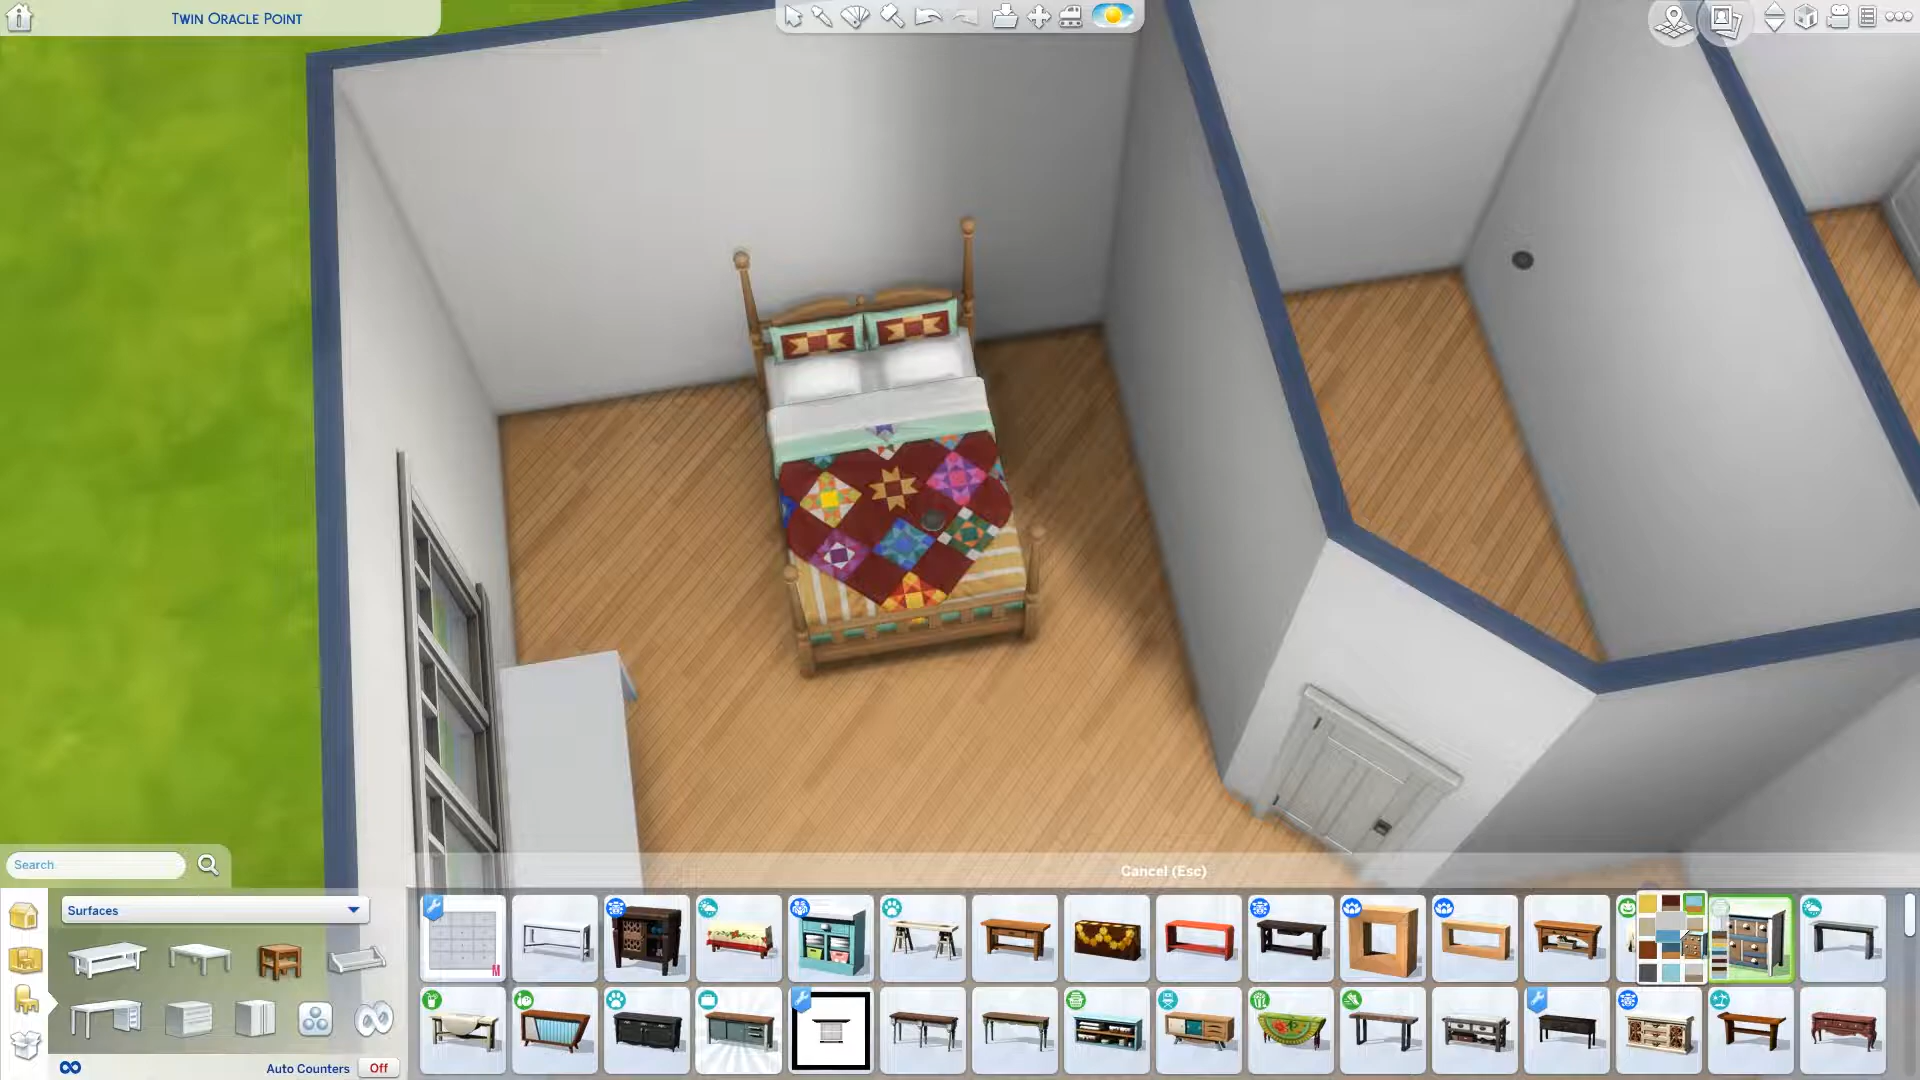 Twin Oracle Point
Cancel (Esc)
Search
Surfaces
M
Auto Counters
Off